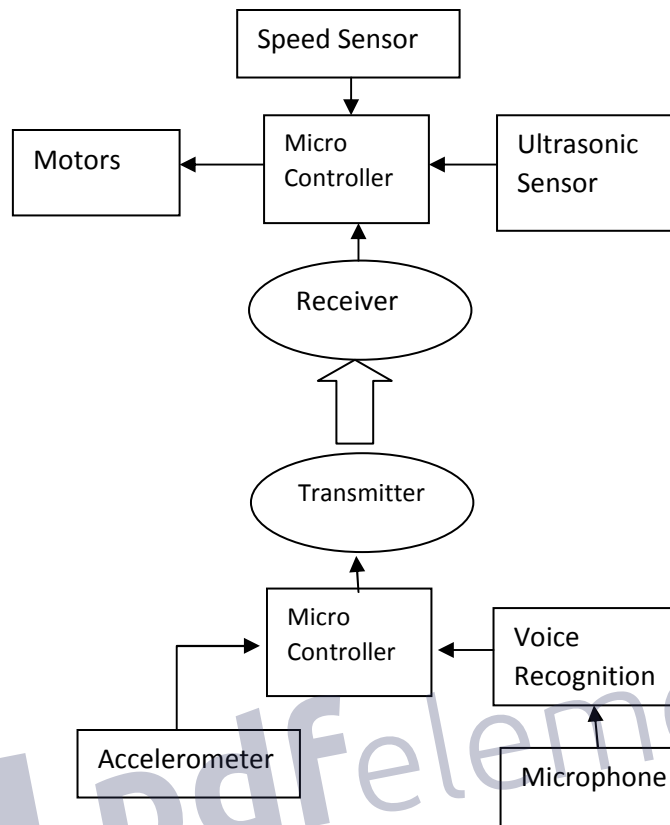 Speed Sensor
Motors
Micro
Controller
Ultrasonic
Sensor
Receiver
Transmitter
Micro
Controller
Voice
Recognition
Accelerometer
Microphone
pdfelem